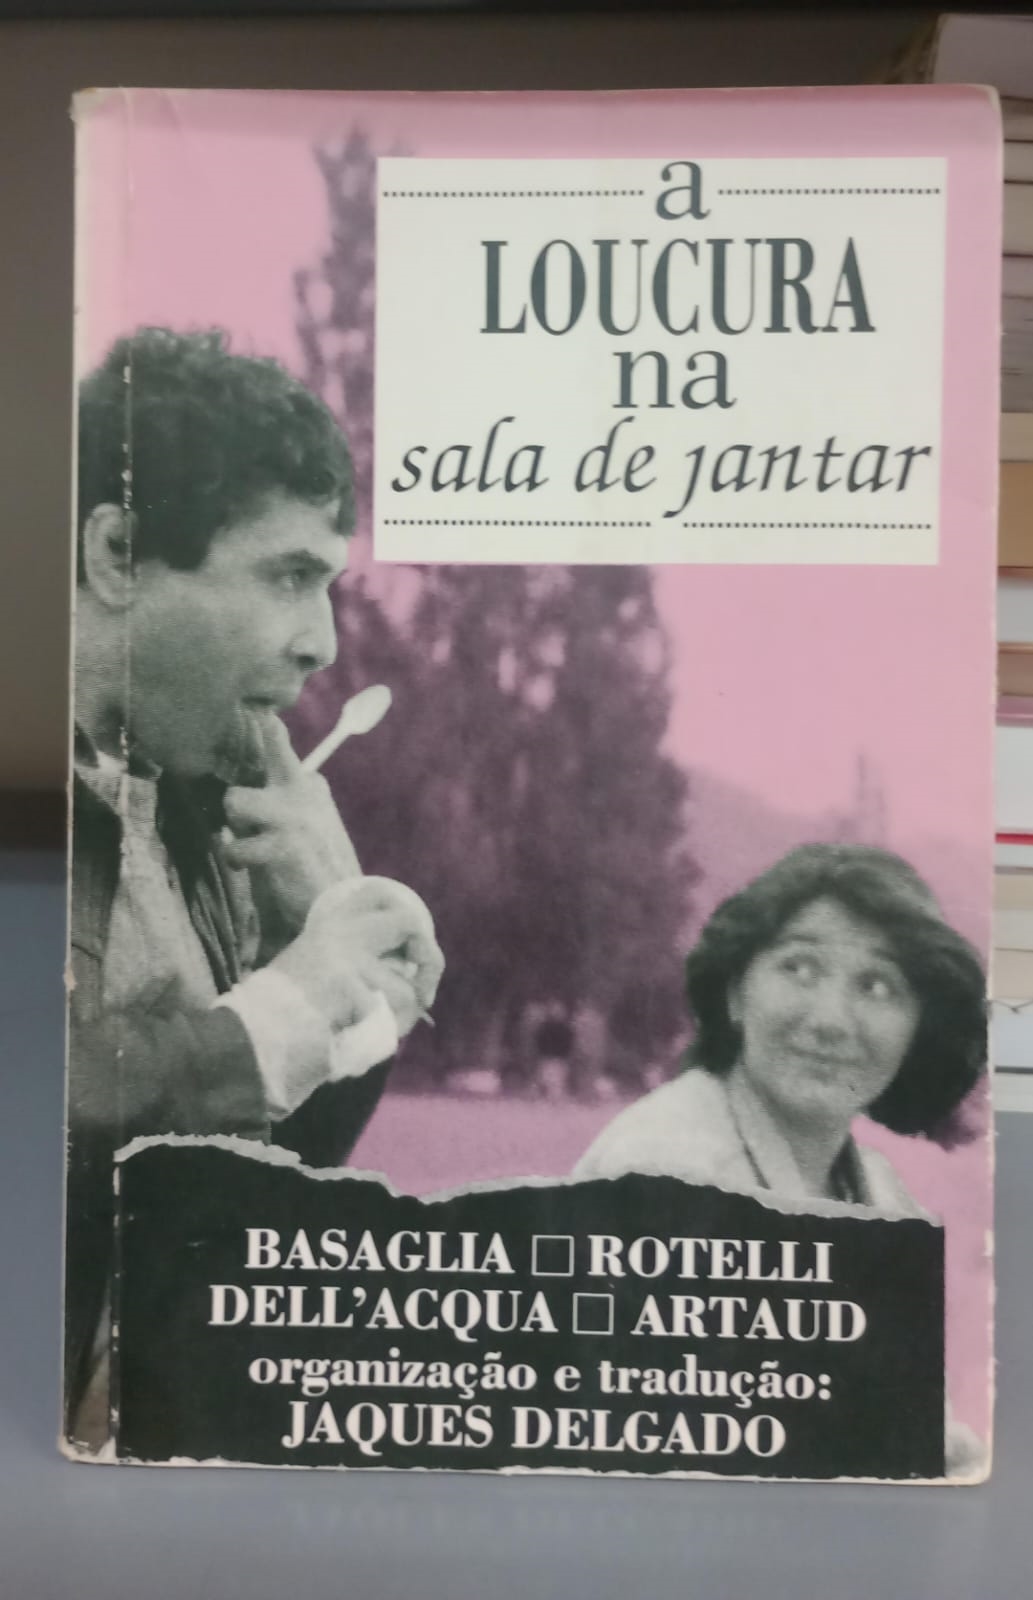 a
LOUCURA
na
sala de jantar
BASAGLIA □ ROTELLI
DELL'ACQUA □ ARTAUD
organização e tradução:
JAQUES DELGADO